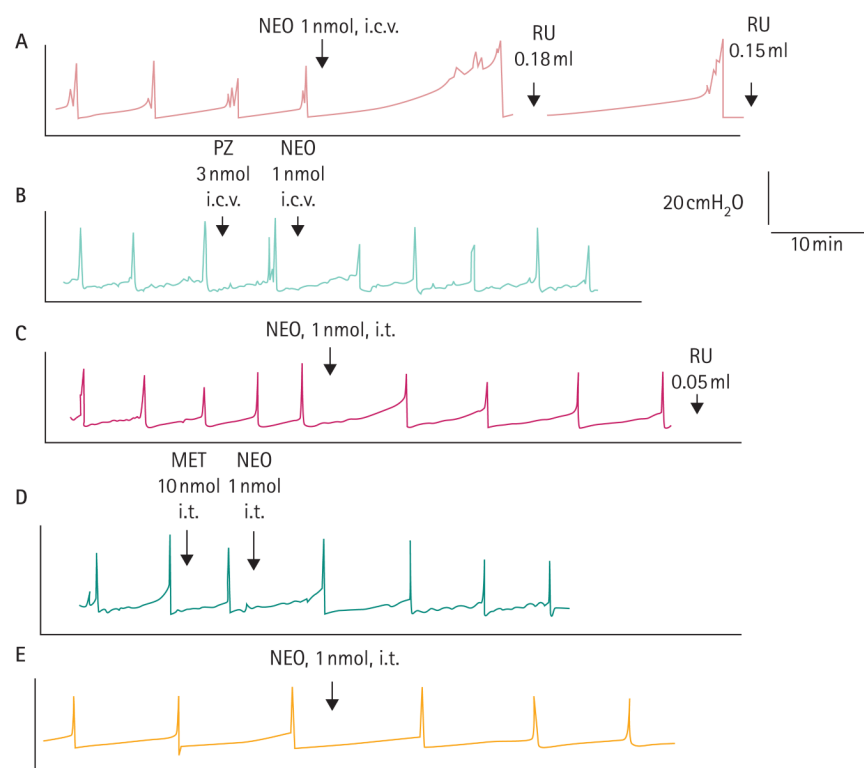 A
NEO 1 nmol, i.c.v.
RU
0.18 ml
RU
0.15 ml
B
PZ
3 nmol
i.c.v.
NEO
1 nmol
i.c.v.
20 cmH₂O
10 min
C
NEO, 1 nmol, i.t.
RU
0.05 ml
D
MET
10 nmol
i.t.
NEO
1 nmol
i.t.
E
NEO, 1 nmol, i.t.